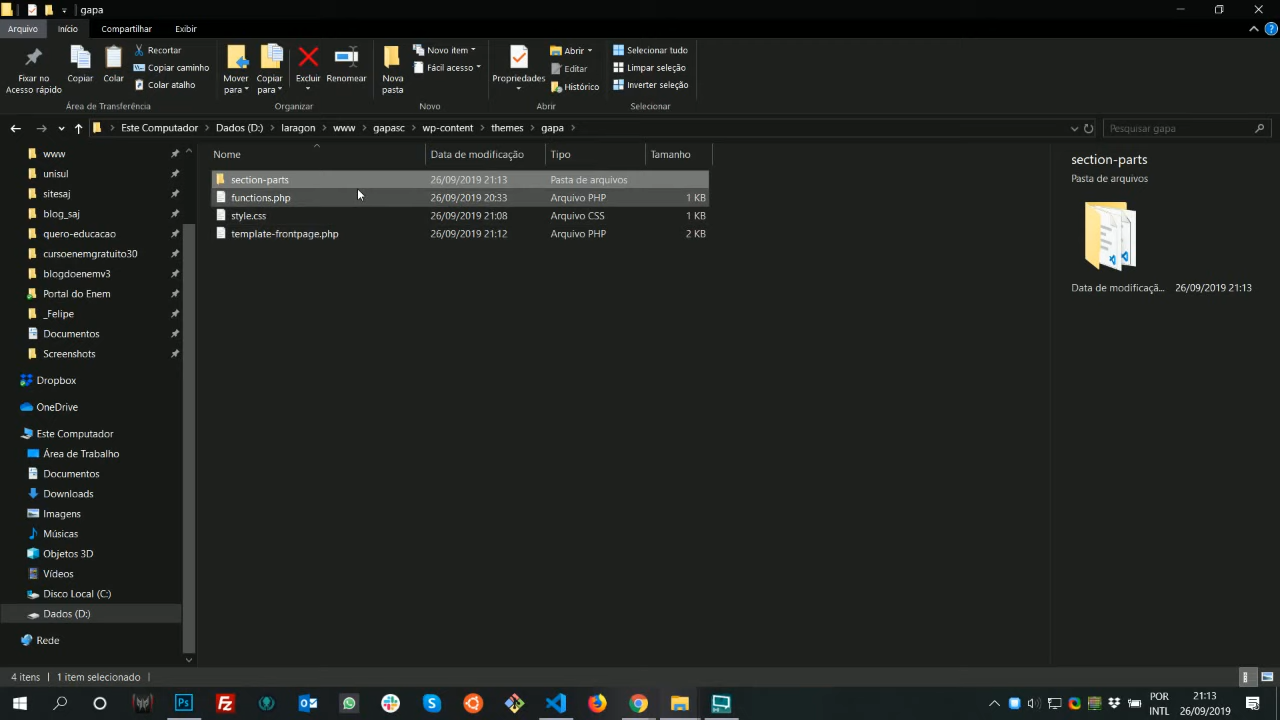 gapa
Arquivo Início Compartilhar Exibir
Fixar no Acesso rápido
Copiar
Colar
Recortar
Copiar caminho
Colar atalho
Área de Transferência
Mover para
Copiar para
Excluir
Renomear
Organizar
Nova pasta
Novo item
Fácil acesso
Novo
Propriedades
Abrir
Editar
Histórico
Abrir
Selecionar tudo
Limpar seleção
Inverter seleção
Selecionar
Este Computador > Dados (D:) > laragon > www > gapasc > wp-content > themes > gapa >
Pesquisar gapa
www
unisul
sitesaj
blog_saj
quero-educacao
cursoenemgratuito30
blogdoenemv3
Portal do Enem
_Felipe
Documentos
Screenshots
Dropbox
OneDrive
Este Computador
Área de Trabalho
Documentos
Downloads
Imagens
Músicas
Objetos 3D
Vídeos
Disco Local (C:)
Dados (D:)
Rede
Nome Data de modificação Tipo Tamanho
section-parts 26/09/2019 21:13 Pasta de arquivos
functions.php 26/09/2019 20:33 Arquivo PHP 1 KB
style.css 26/09/2019 21:08 Arquivo CSS 1 KB
template-frontpage.php 26/09/2019 21:12 Arquivo PHP 2 KB
section-parts
Pasta de arquivos
Data de modificaçã... 26/09/2019 21:13
4 itens 1 item selecionado
Ps
Fz
POR
INTL
21:13
26/09/2019